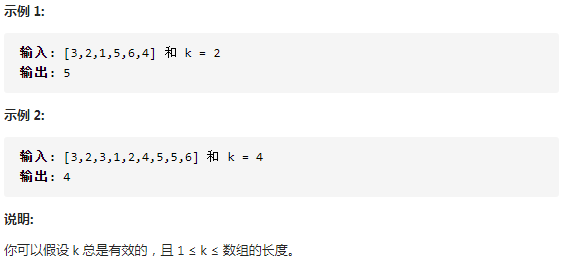 示例 1:
输入: [3,2,1,5,6,4] 和 k = 2
输出: 5
示例 2:
输入: [3,2,3,1,2,4,5,5,6] 和 k = 4
输出: 4
说明:
你可以假设 k 总是有效的，且 1 ≤ k ≤ 数组的长度。